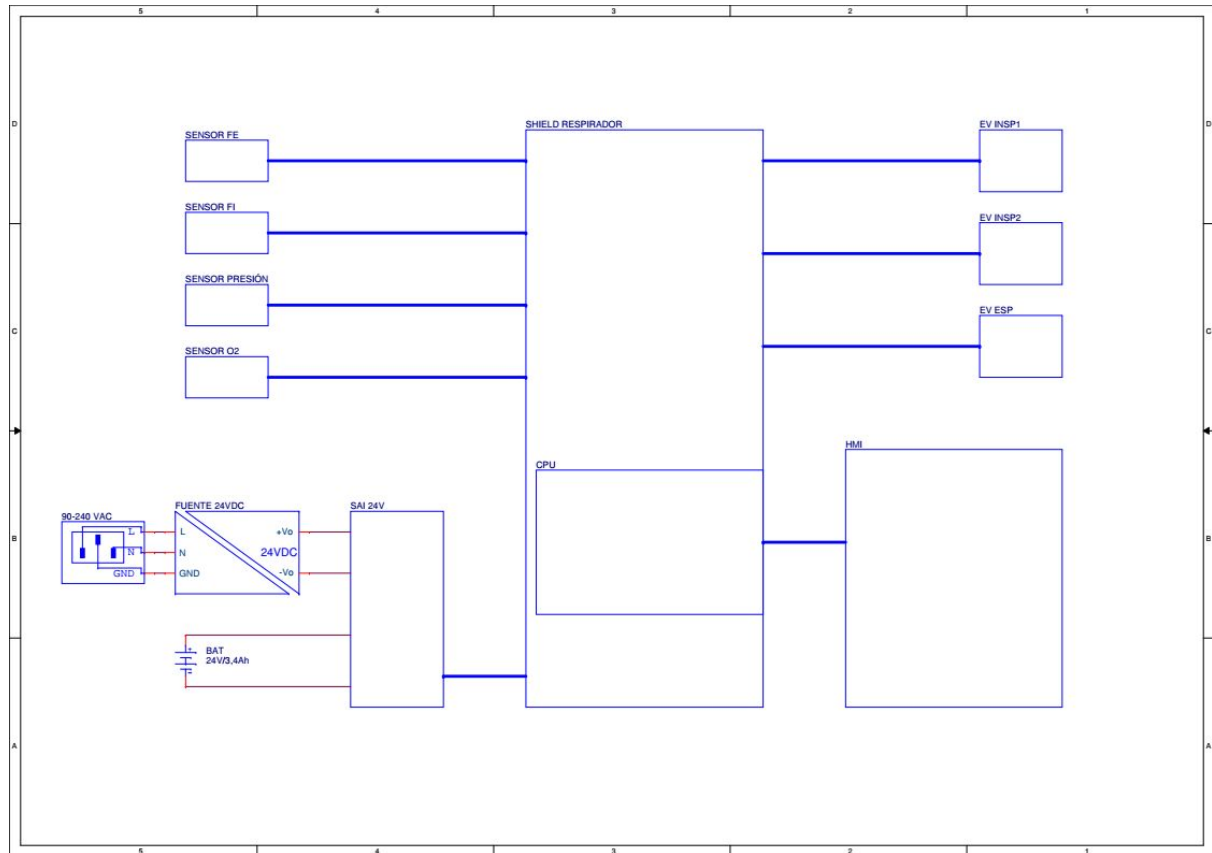 5 4 3 2 1
D D
SENSOR FE
SHIELD RESPIRADOR
EV INSP1
SENSOR FI
EV INSP2
SENSOR PRESIÓN
EV ESP
C C
SENSOR O2
HMI
CPU
90-240 VAC
FUENTE 24VDC
SAI 24V
L L +Vo
B B
N N 24VDC
GND GND -Vo
BAT
24V/3,4Ah
+
-
A A
5 4 3 2 1